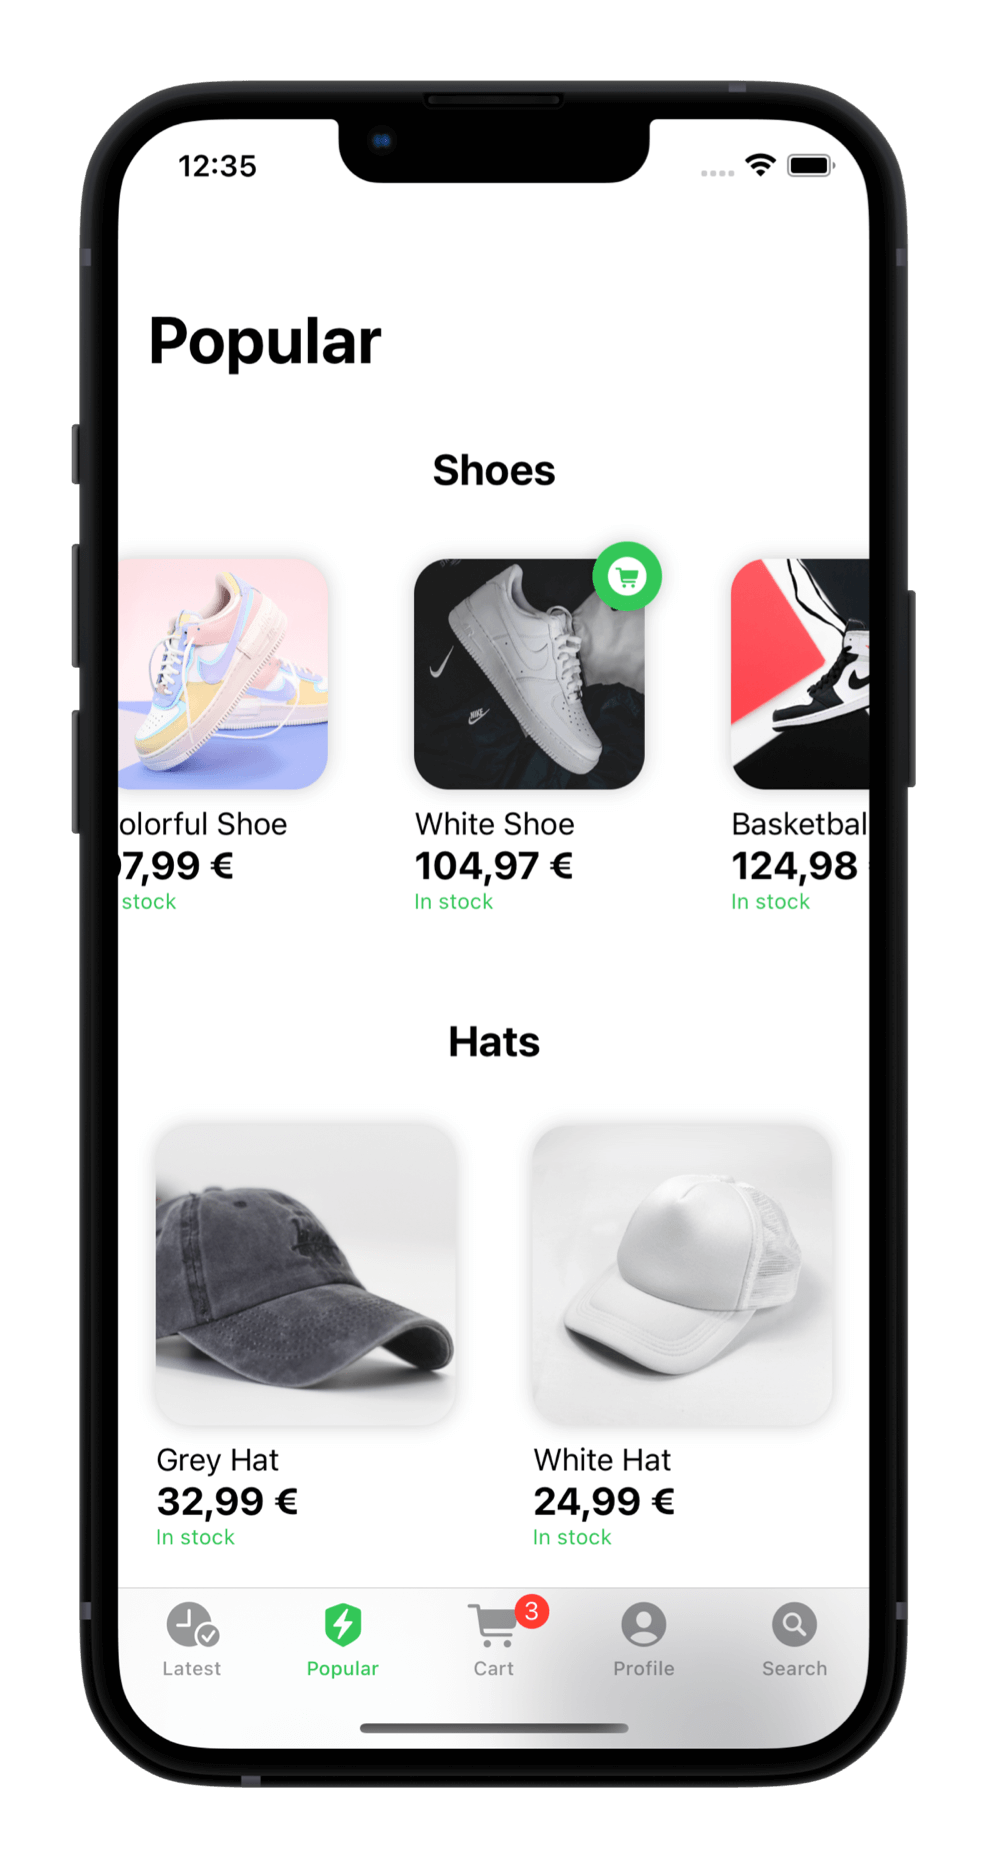 12:35
Popular
Shoes
olorful Shoe
7,99 €
stock
White Shoe
104,97 €
In stock
Basketbal
124,98
In stock
NIKE
Hats
Grey Hat
32,99 €
In stock
White Hat
24,99 €
In stock
Latest
Popular
3
Cart
Profile
Search